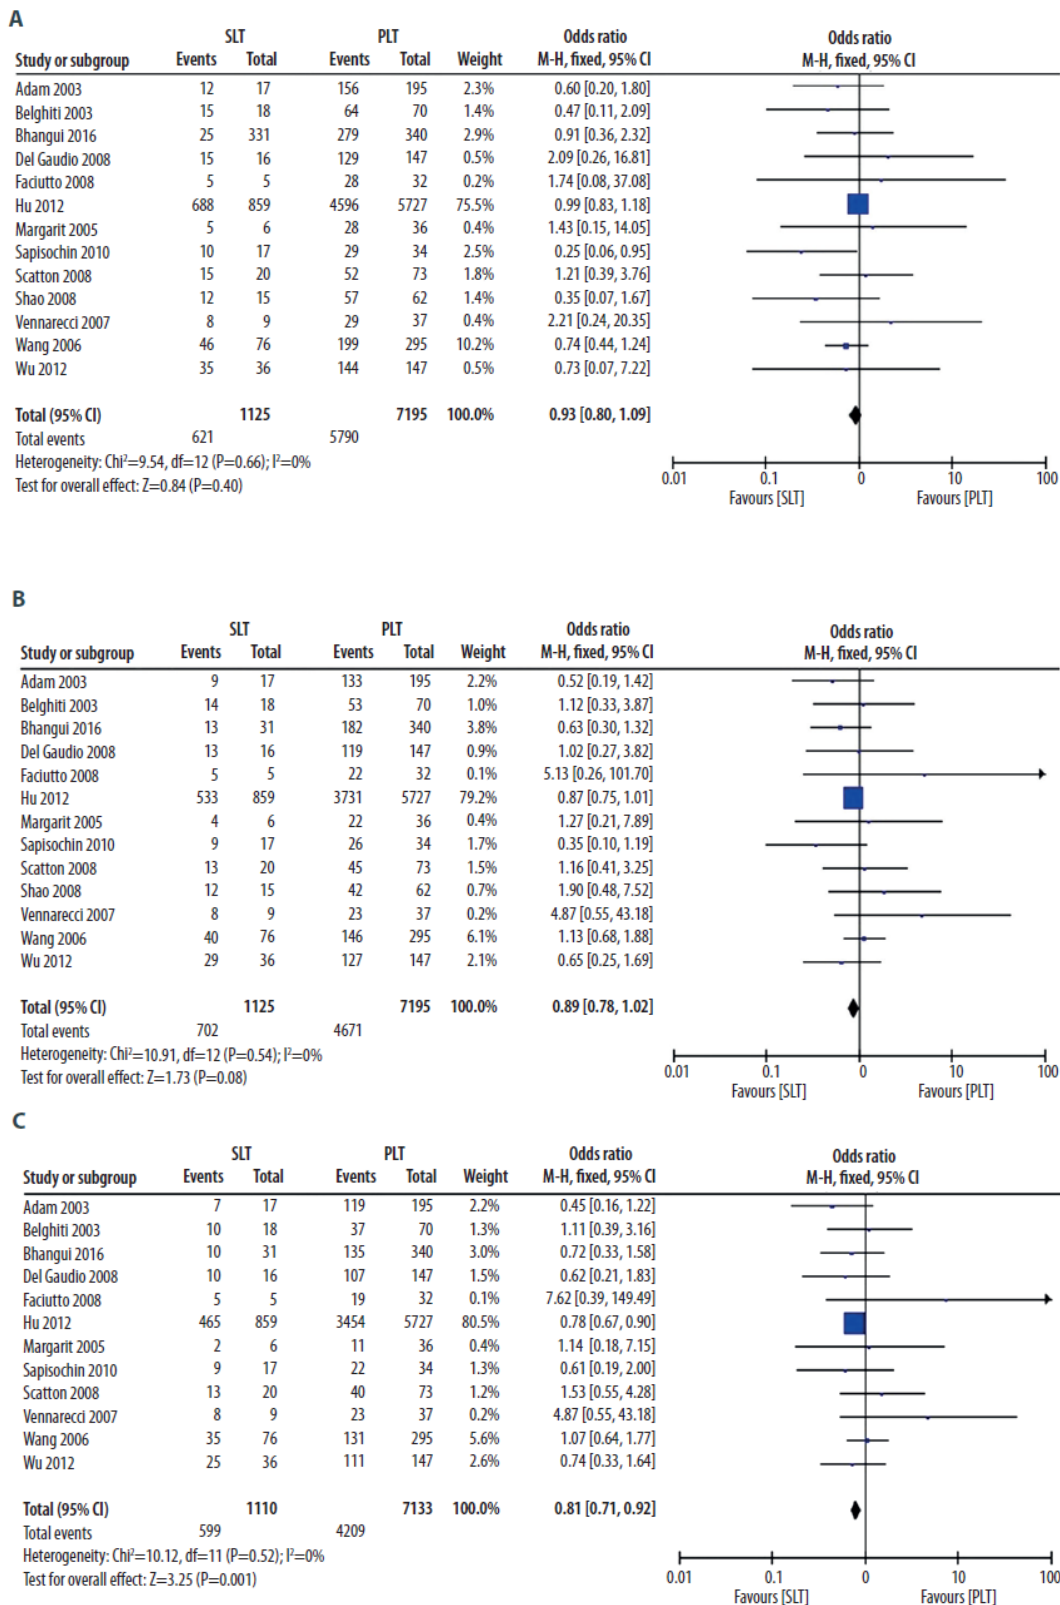 A
SLT PLT Odds ratio Odds ratio
Study or subgroup Events Total Events Total Weight M-H, fixed, 95% CI M-H, fixed, 95% CI
Adam 2003 12 17 156 195 2.3% 0.60 [0.20, 1.80]
Belghiti 2003 15 18 64 70 1.4% 0.47 [0.11, 2.09]
Bhangui 2016 25 331 279 340 2.9% 0.91 [0.36, 2.32]
Del Gaudio 2008 15 16 129 147 0.5% 2.09 [0.26, 16.81]
Faciutto 2008 5 5 28 32 0.2% 1.74 [0.08, 37.08]
Hu 2012 688 859 4596 5727 75.5% 0.99 [0.83, 1.18]
Margarit 2005 5 6 28 36 0.4% 1.43 [0.15, 14.05]
Sapisochin 2010 10 17 29 34 2.5% 0.25 [0.06, 0.95]
Scatton 2008 15 20 52 73 1.8% 1.21 [0.39, 3.76]
Shao 2008 12 15 57 62 1.4% 0.35 [0.07, 1.67]
Vennarecci 2007 8 9 29 37 0.4% 2.21 [0.24, 20.35]
Wang 2006 46 76 199 295 10.2% 0.74 [0.44, 1.24]
Wu 2012 35 36 144 147 0.5% 0.73 [0.07, 7.22]
Total (95% CI) 1125 7195 100.0% 0.93 [0.80, 1.09]
Total events 621 5790
Heterogeneity: Chi²=9.54, df=12 (P=0.66); I²=0%
Test for overall effect: Z=0.84 (P=0.40)
0.01 0.1 0 10 100
Favours [SLT] Favours [PLT]
B
SLT PLT Odds ratio Odds ratio
Study or subgroup Events Total Events Total Weight M-H, fixed, 95% CI M-H, fixed, 95% CI
Adam 2003 9 17 133 195 2.2% 0.52 [0.19, 1.42]
Belghiti 2003 14 18 53 70 1.0% 1.12 [0.33, 3.87]
Bhangui 2016 13 31 182 340 3.8% 0.63 [0.30, 1.32]
Del Gaudio 2008 13 16 119 147 0.9% 1.02 [0.27, 3.82]
Faciutto 2008 5 5 22 32 0.1% 5.13 [0.26, 101.70]
Hu 2012 533 859 3731 5727 79.2% 0.87 [0.75, 1.01]
Margarit 2005 4 6 22 36 0.4% 1.27 [0.21, 7.89]
Sapisochin 2010 9 17 26 34 1.7% 0.35 [0.10, 1.19]
Scatton 2008 13 20 45 73 1.5% 1.16 [0.41, 3.25]
Shao 2008 12 15 42 62 0.7% 1.90 [0.48, 7.52]
Vennarecci 2007 8 9 23 37 0.2% 4.87 [0.55, 43.18]
Wang 2006 40 76 146 295 6.1% 1.13 [0.68, 1.88]
Wu 2012 29 36 127 147 2.1% 0.65 [0.25, 1.69]
Total (95% CI) 1125 7195 100.0% 0.89 [0.78, 1.02]
Total events 702 4671
Heterogeneity: Chi²=10.91, df=12 (P=0.54); I²=0%
Test for overall effect: Z=1.73 (P=0.08)
0.01 0.1 0 10 100
Favours [SLT] Favours [PLT]
C
SLT PLT Odds ratio Odds ratio
Study or subgroup Events Total Events Total Weight M-H, fixed, 95% CI M-H, fixed, 95% CI
Adam 2003 7 17 119 195 2.2% 0.45 [0.16, 1.22]
Belghiti 2003 10 18 37 70 1.3% 1.11 [0.39, 3.16]
Bhangui 2016 10 31 135 340 3.0% 0.72 [0.33, 1.58]
Del Gaudio 2008 10 16 107 147 1.5% 0.62 [0.21, 1.83]
Faciutto 2008 5 5 19 32 0.1% 7.62 [0.39, 149.49]
Hu 2012 465 859 3454 5727 80.5% 0.78 [0.67, 0.90]
Margarit 2005 2 6 11 36 0.4% 1.14 [0.18, 7.15]
Sapisochin 2010 9 17 22 34 1.3% 0.61 [0.19, 2.00]
Scatton 2008 13 20 40 73 1.2% 1.53 [0.55, 4.28]
Vennarecci 2007 8 9 23 37 0.2% 4.87 [0.55, 43.18]
Wang 2006 35 76 131 295 5.6% 1.07 [0.64, 1.77]
Wu 2012 25 36 111 147 2.6% 0.74 [0.33, 1.64]
Total (95% CI) 1110 7133 100.0% 0.81 [0.71, 0.92]
Total events 599 4209
Heterogeneity: Chi²=10.12, df=11 (P=0.52); I²=0%
Test for overall effect: Z=3.25 (P=0.001)
0.01 0.1 0 10 100
Favours [SLT] Favours [PLT]